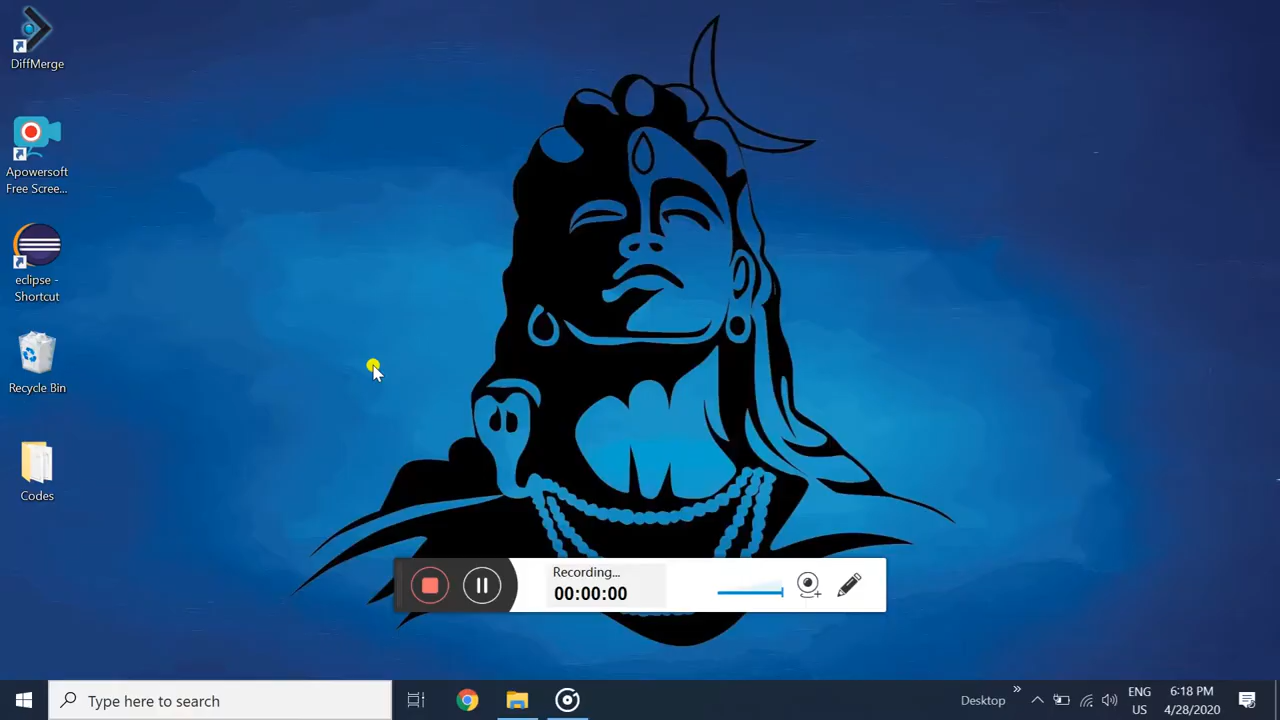 DiffMerge
Apowersoft
Free Scree...
eclipse -
Shortcut
Recycle Bin
Codes
Recording...
00:00:00
Type here to search
Desktop
»
ENG
US
6:18 PM
4/28/2020